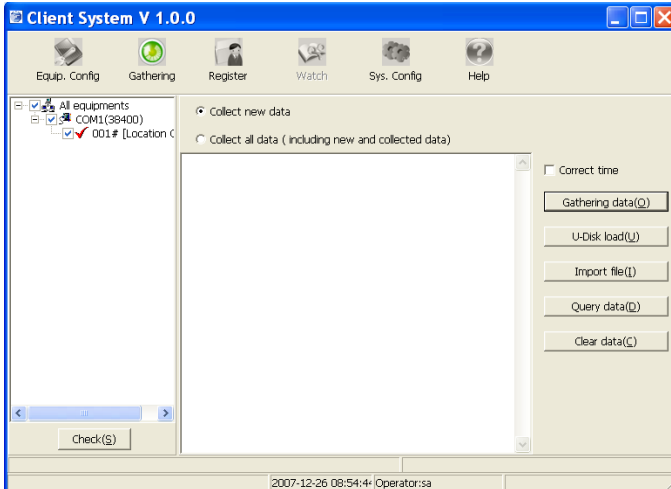 Client System V 1.0.0
Equip. Config Gathering Register Watch Sys. Config Help
All equipments
COM1(38400)
001# [Location C
Collect new data
Collect all data ( including new and collected data)
Correct time
Gathering data(O)
U-Disk load(U)
Import file(I)
Query data(D)
Clear data(C)
Check(S)
2007-12-26 08:54:44 Operator:sa